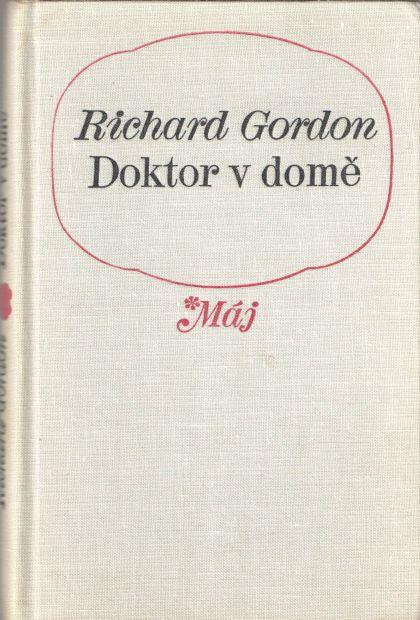 Richard Gordon
Doktor v domě
*Máj